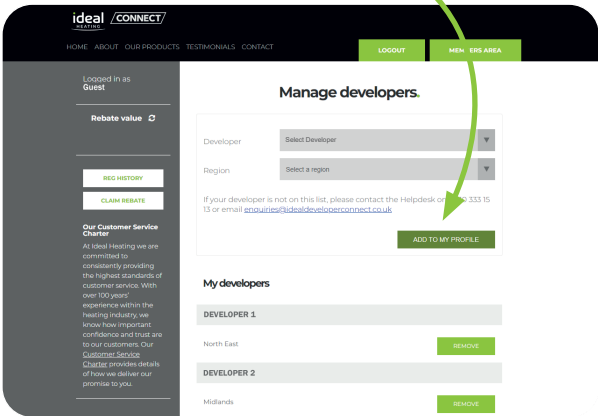 ideal
HEATING
CONNECT
HOME ABOUT OUR PRODUCTS TESTIMONIALS CONTACT
LOGOUT
MEMBERS AREA
Logged in as
Guest
Rebate value
REG HISTORY
CLAIM REBATE
Our Customer Service
Charter
At Ideal Heating we are
committed to
consistently providing
the highest standards of
customer service. With
over 100 years'
experience within the
heating industry, we
know how important
confidence and trust are
to our customers. Our
Customer Service
Charter provides details
of how we deliver our
promise to you.
Manage developers.
Developer
Select Developer
Region
Select a region
If your developer is not on this list, please contact the Helpdesk on 333 15
13 or email enquiries@idealdeveloperconnect.co.uk
ADD TO MY PROFILE
My developers
DEVELOPER 1
North East
REMOVE
DEVELOPER 2
Midlands
REMOVE